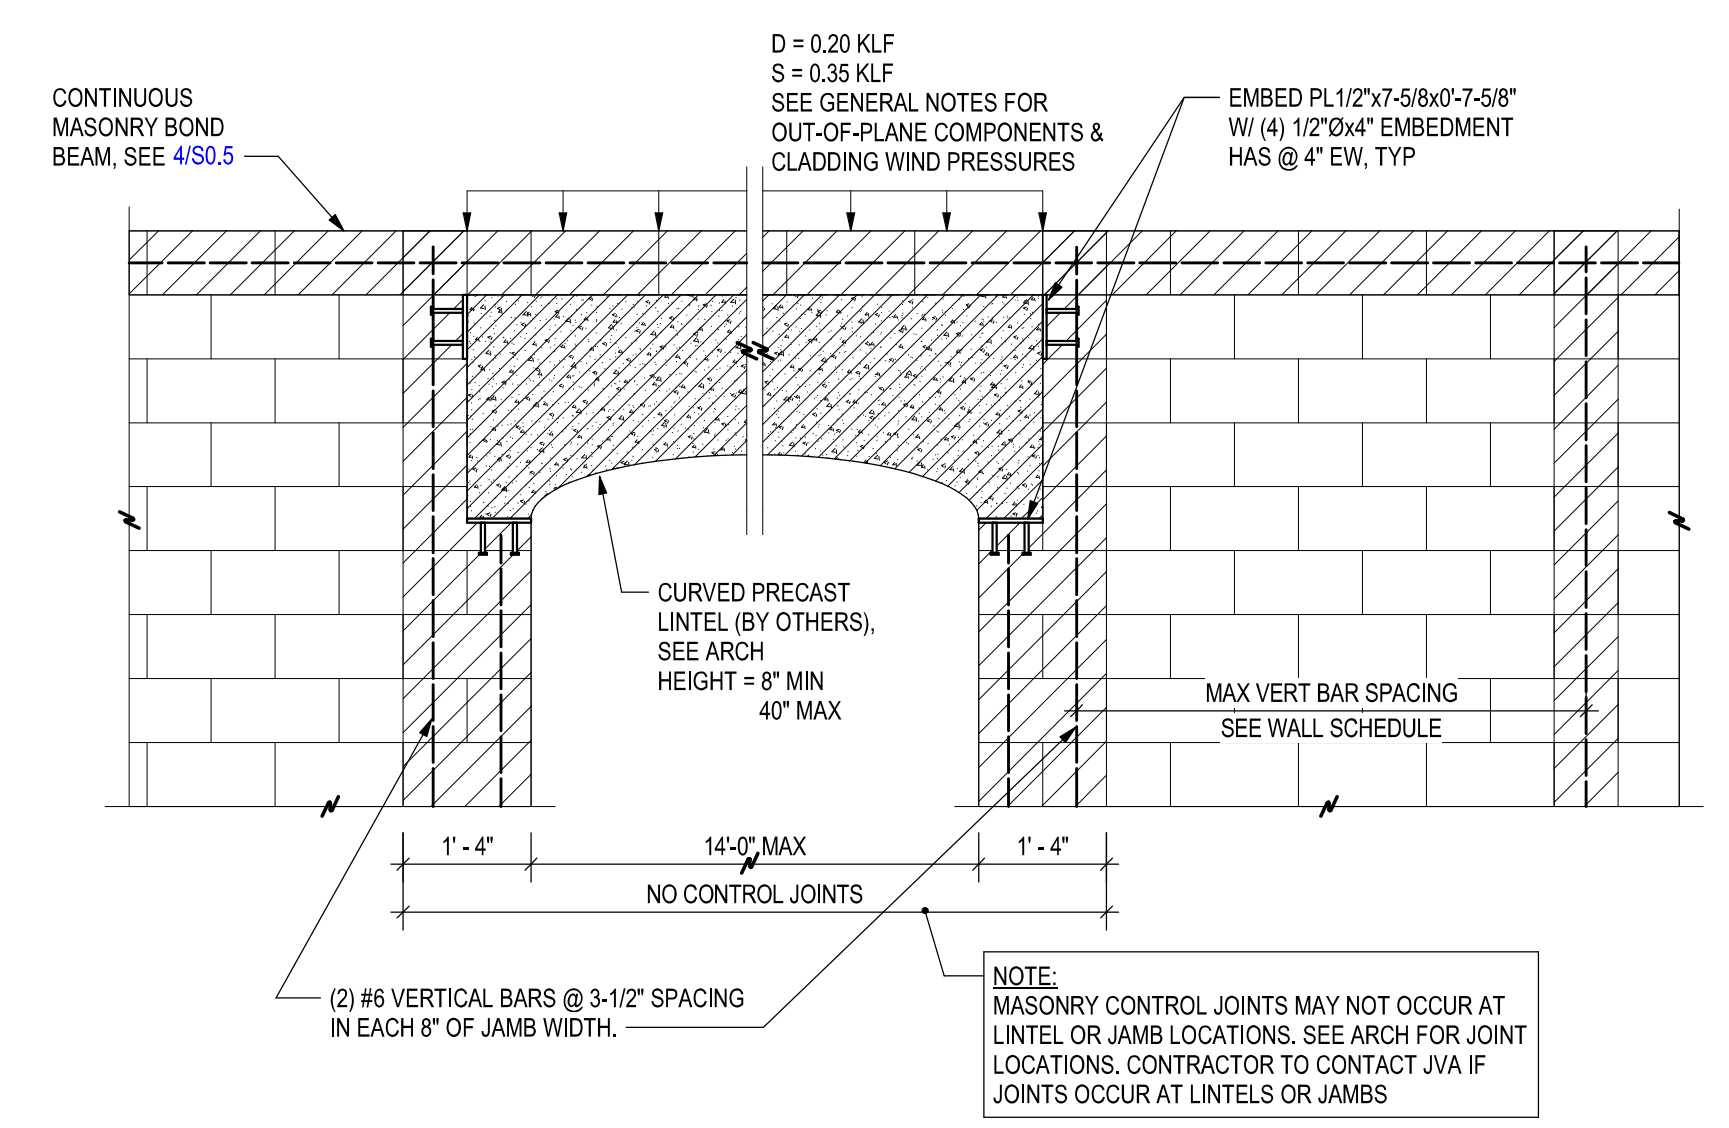 D = 0.20 KLF
S = 0.35 KLF
SEE GENERAL NOTES FOR
OUT-OF-PLANE COMPONENTS &
CLADDING WIND PRESSURES
CONTINUOUS
MASONRY BOND
BEAM, SEE 4/S0.5
EMBED PL1/2"x7-5/8x0'-7-5/8"
W/ (4) 1/2"Øx4" EMBEDMENT
HAS @ 4" EW, TYP
CURVED PRECAST
LINTEL (BY OTHERS),
SEE ARCH
HEIGHT = 8" MIN
40" MAX
MAX VERT BAR SPACING
SEE WALL SCHEDULE
1' - 4"
14'-0" MAX
1' - 4"
NO CONTROL JOINTS
(2) #6 VERTICAL BARS @ 3-1/2" SPACING
IN EACH 8" OF JAMB WIDTH.
NOTE:
MASONRY CONTROL JOINTS MAY NOT OCCUR AT
LINTEL OR JAMB LOCATIONS. SEE ARCH FOR JOINT
LOCATIONS. CONTRACTOR TO CONTACT JVA IF
JOINTS OCCUR AT LINTELS OR JAMBS